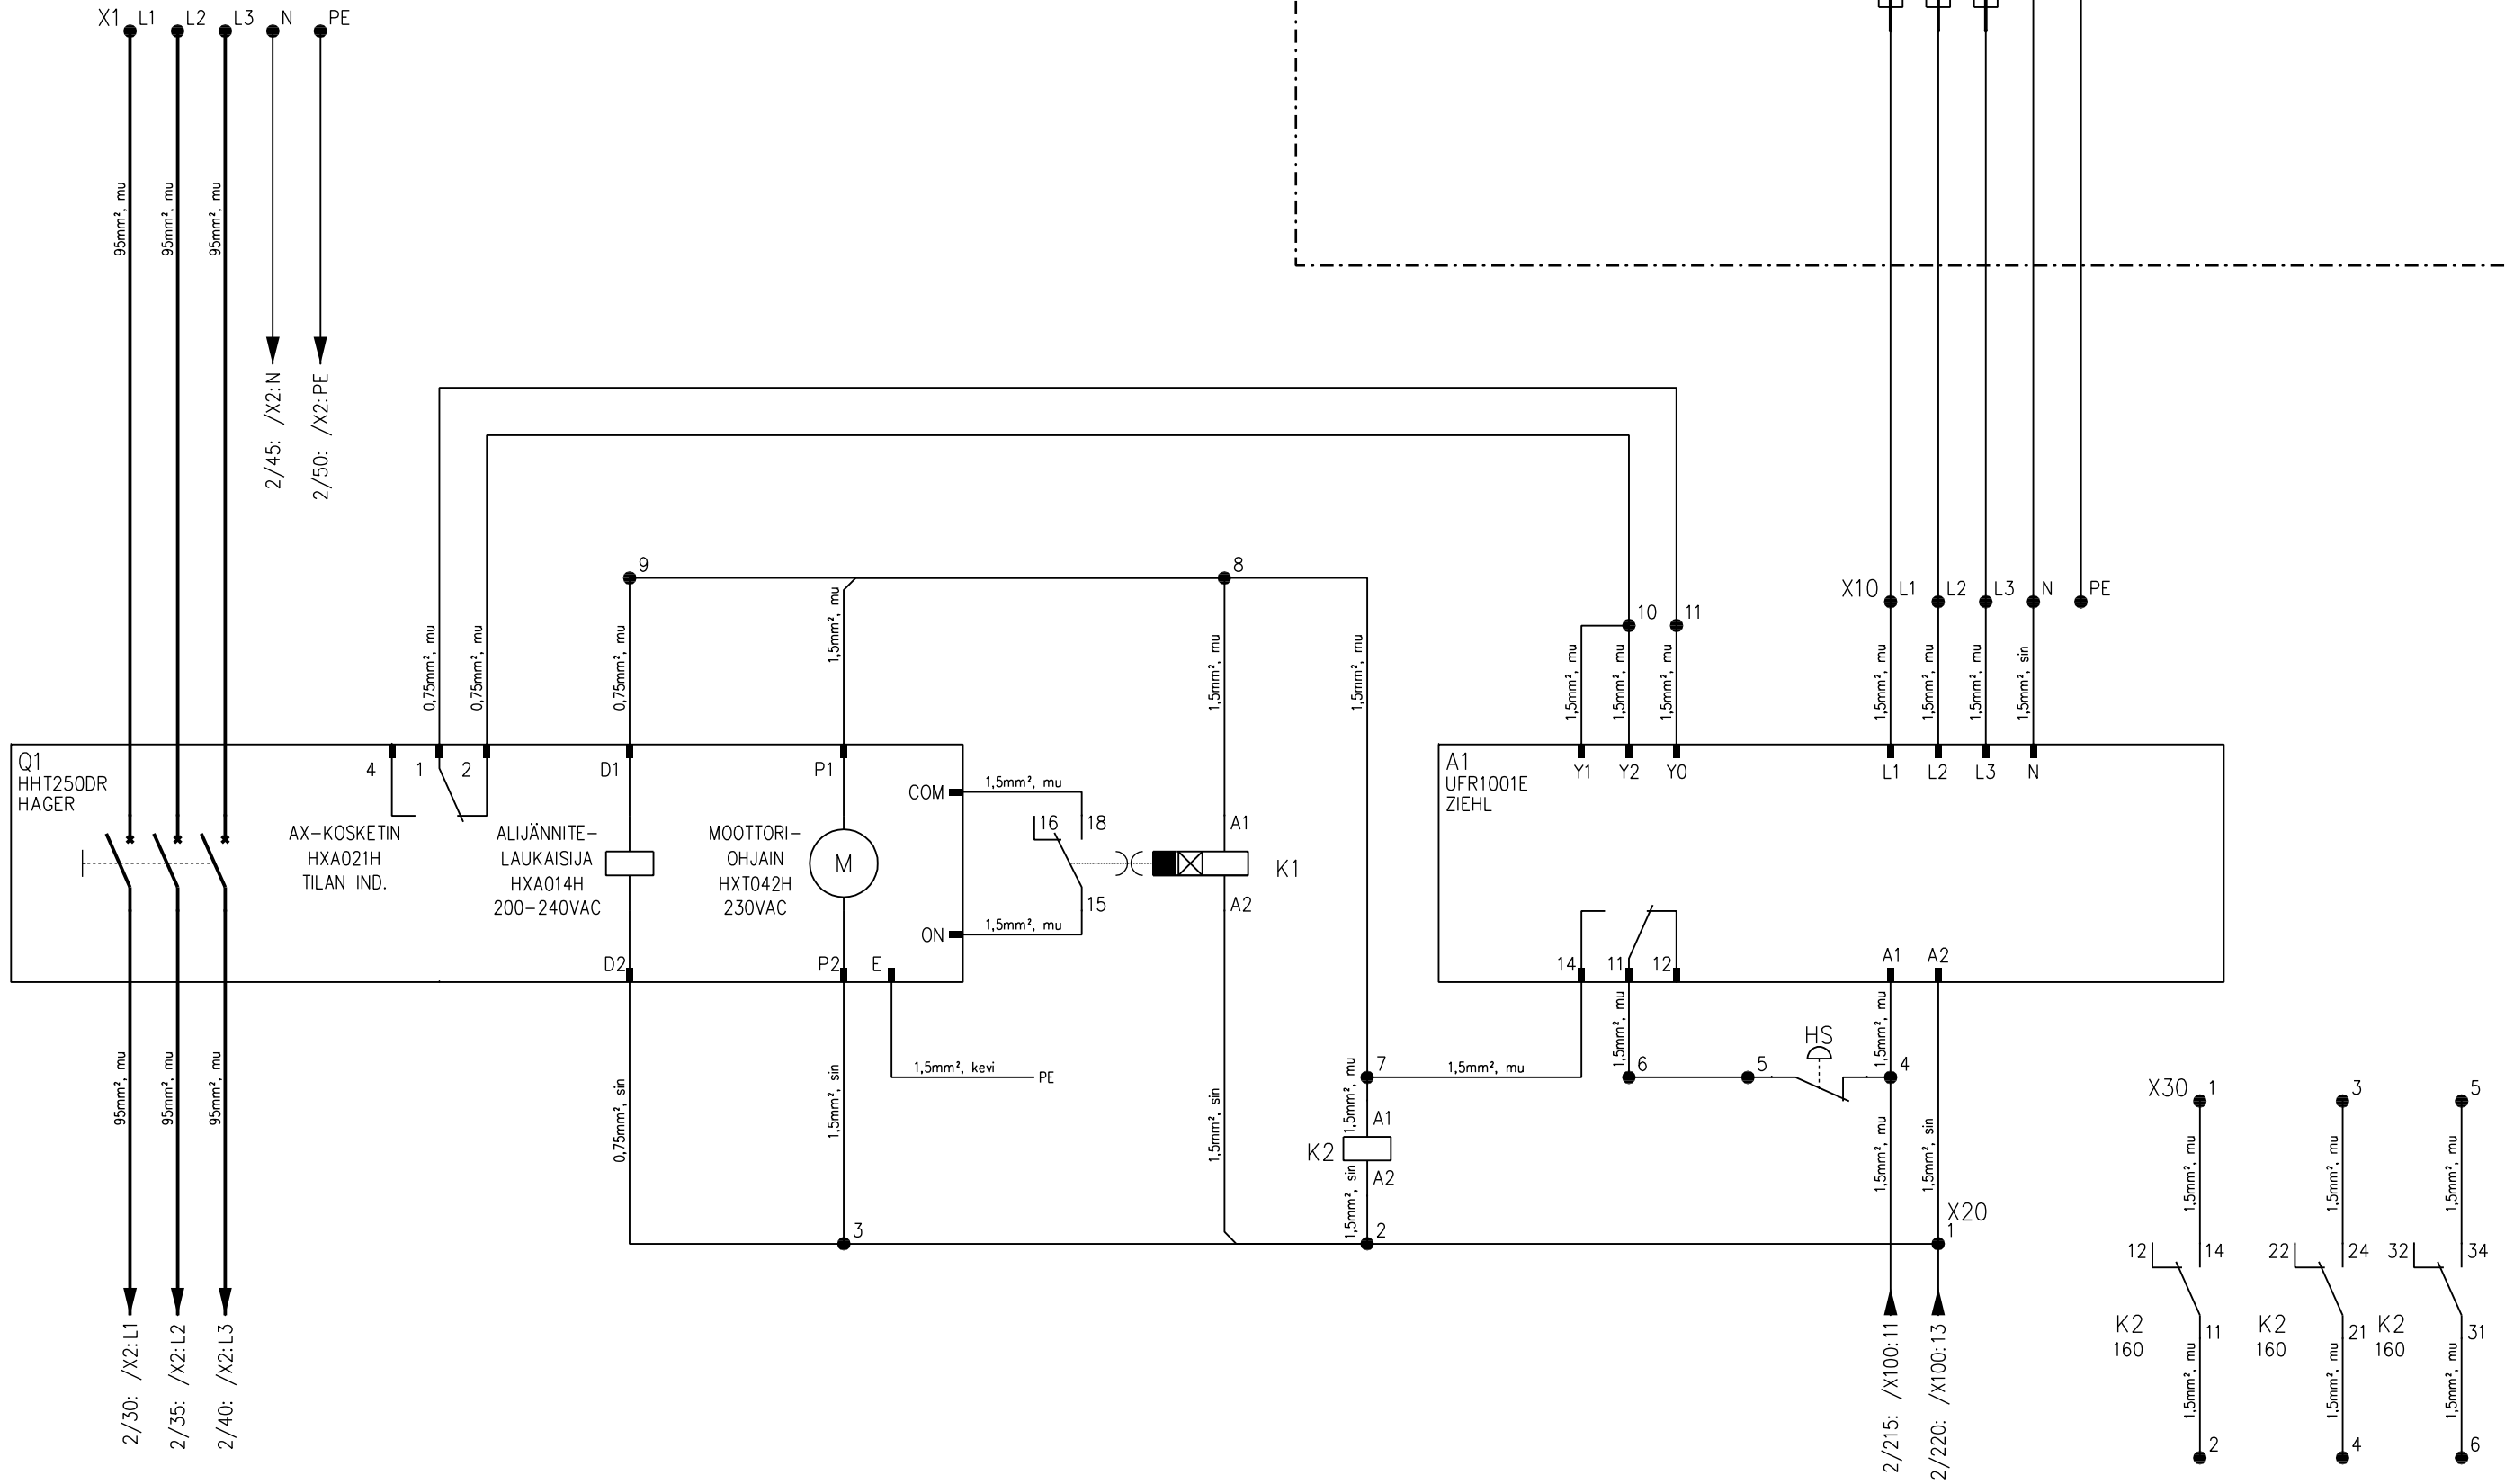 X1 L1 L2 L3 N PE
95mm², mu
95mm², mu
95mm², mu
2/45: /X2:N
2/50: /X2:PE
9
8
10
11
X10 L1 L2 L3 N PE
0,75mm², mu
0,75mm², mu
0,75mm², mu
1,5mm², mu
1,5mm², mu
1,5mm², mu
1,5mm², mu
1,5mm², mu
1,5mm², mu
1,5mm², mu
1,5mm², mu
1,5mm², mu
1,5mm², sin
Q1
HHT250DR
HAGER
4 1 2 D1 P1
COM
ON
AX-KOSKETIN
HXA021H
TILAN IND.
ALIJÄNNITE-
LAUKAISIJA
HXA014H
200-240VAC
MOOTTORI-
OHJAIN
HXT042H
230VAC
M
D2 P2 E
1,5mm², mu
16 18
15
1,5mm², mu
A1
K1
A2
A1
UFR1001E
ZIEHL
Y1 Y2 Y0 L1 L2 L3 N
14 11 12 A1 A2
95mm², mu
95mm², mu
95mm², mu
0,75mm², sin
1,5mm², sin
1,5mm², kevi
PE
1,5mm², sin
1,5mm², mu
7
1,5mm², mu
1,5mm², mu
6
5
HS
1,5mm², mu
4
A1
K2
A2
1,5mm², sin
1,5mm², mu
1,5mm², sin
3
2
X20
1
2/30: /X2:L1
2/35: /X2:L2
2/40: /X2:L3
2/215: /X100:11
2/220: /X100:13
X30 1
3
5
1,5mm², mu
1,5mm², mu
1,5mm², mu
12 14
22 24
32 34
K2
160
11
K2
160
21
K2
160
31
1,5mm², mu
1,5mm², mu
1,5mm², mu
2
4
6